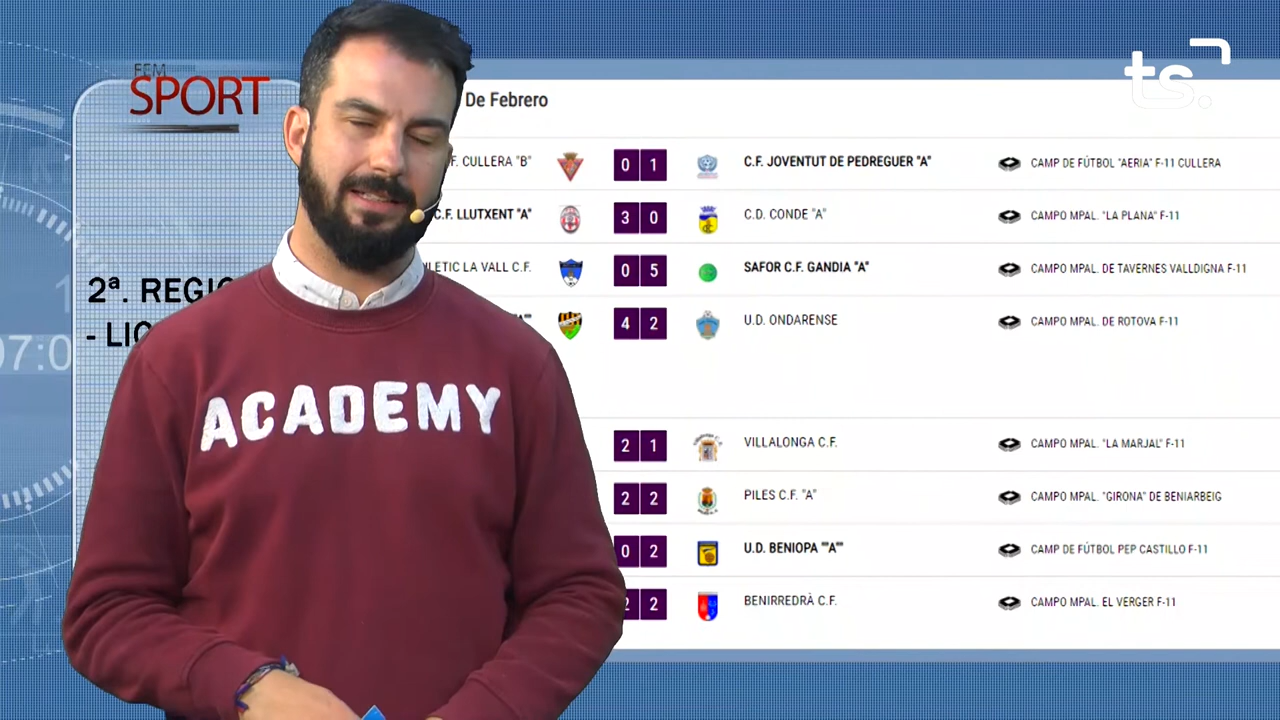 ts.
FEM
SPORT
De Febrero
F. CULLERA "B" 0 1 C.F. JOVENTUT DE PEDREGUER "A" CAMP DE FÚTBOL "AERIA" F-11 CULLERA
C.F. LLUTXENT "A" 3 0 C.D. CONDE "A" CAMPO MPAL. "LA PLANA" F-11
LETIC LA VALL C.F. 0 5 SAFOR C.F. GANDIA "A" CAMPO MPAL. DE TAVERNES VALLDIGNA F-11
4 2 U.D. ONDARENSE CAMPO MPAL. DE ROTOVA F-11
2 1 VILLALONGA C.F. CAMPO MPAL. "LA MARJAL" F-11
2 2 PILES C.F. "A" CAMPO MPAL. "GIRONA" DE BENIARBEIG
0 2 U.D. BENIOPA ""A"" CAMP DE FÚTBOL PEP CASTILLO F-11
2 2 BENIRREDRÀ C.F. CAMPO MPAL. EL VERGER F-11
2ª. REGIO
- LIG
07:0
ACADEMY